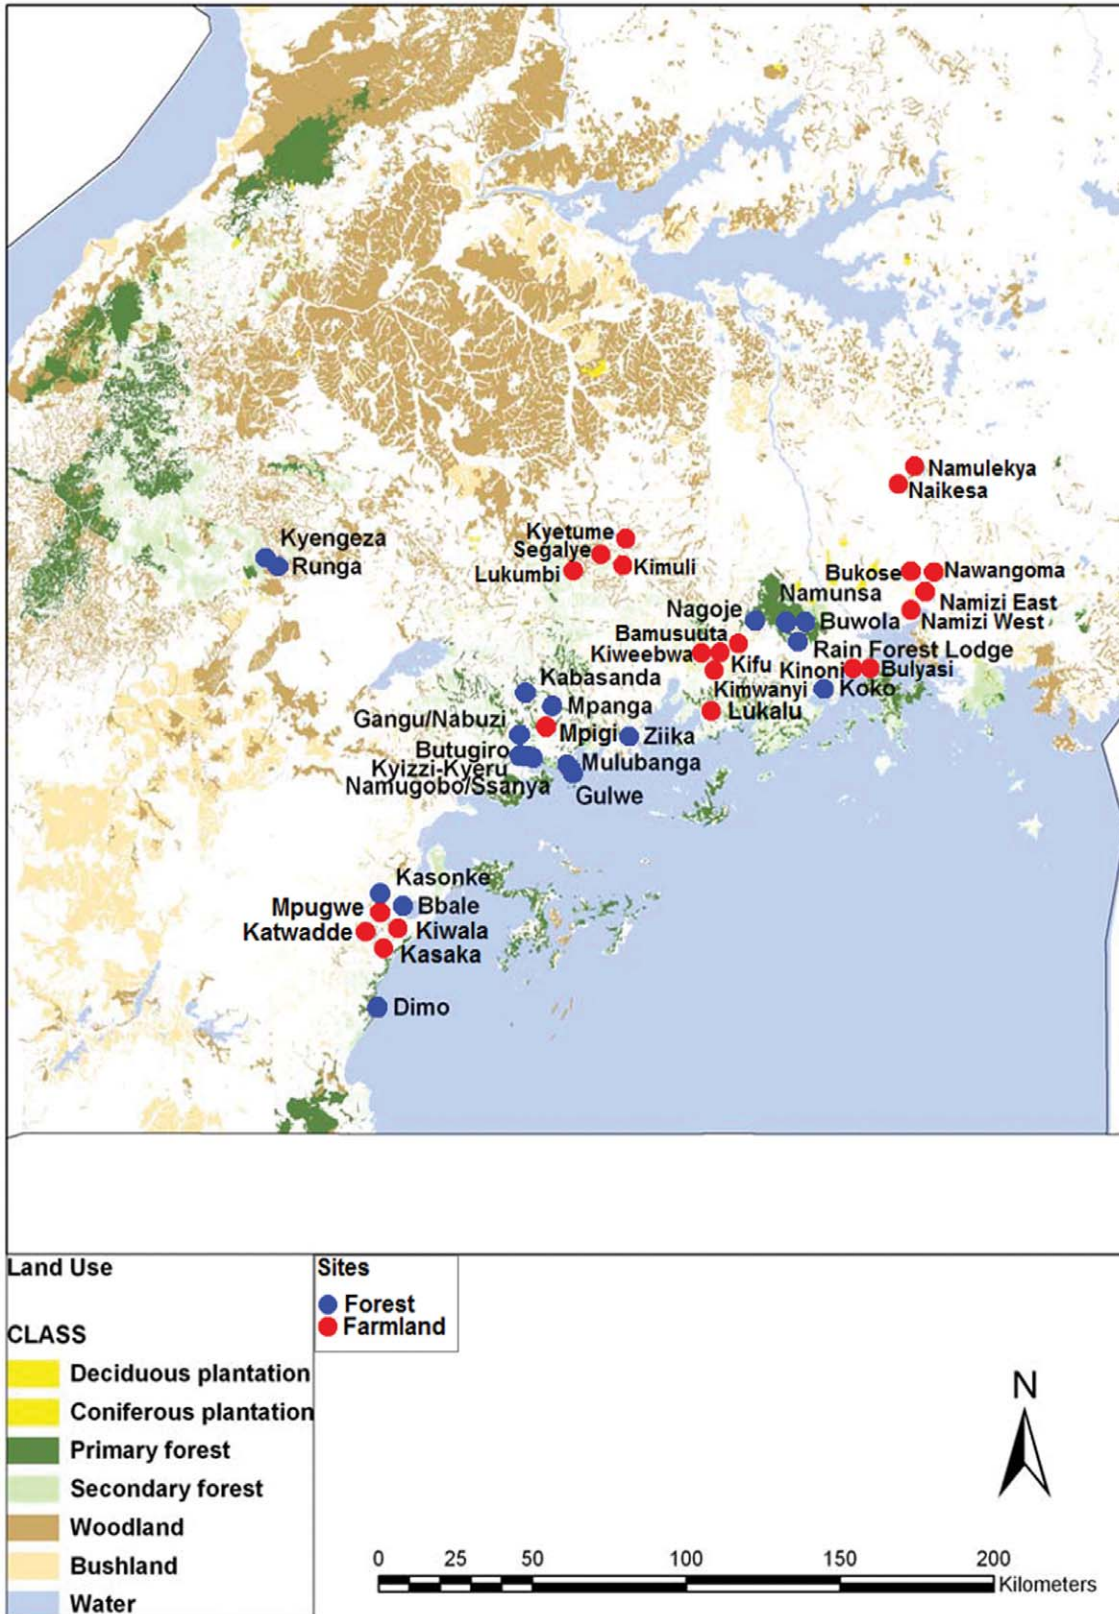 Namulekya
Naikesa
Kyetume
Kyengeza
Segalye
Runga
Kimuli
Lukumbi
Bukose
Nawangoma
Namunsa
Namizi East
Nagoje
Buwola
Namizi West
Bamusuuta
Rain Forest Lodge
Kiweebwa
Kifu
Kinoni
Bulyasi
Kabasanda
Kimwanyi
Koko
Mpanga
Lukalu
Gangu/Nabuzi
Mpigi
Ziika
Butugiro
Mulubanga
Kyizzi-Kyeru
Namugobo/Ssanya
Gulwe
Kasonke
Mpugwe
Bbale
Katwadde
Kiwala
Kasaka
Dimo
Land Use
CLASS
Deciduous plantation
Coniferous plantation
Primary forest
Secondary forest
Woodland
Bushland
Water
Sites
Forest
Farmland
N
0 25 50 100 150 200
Kilometers